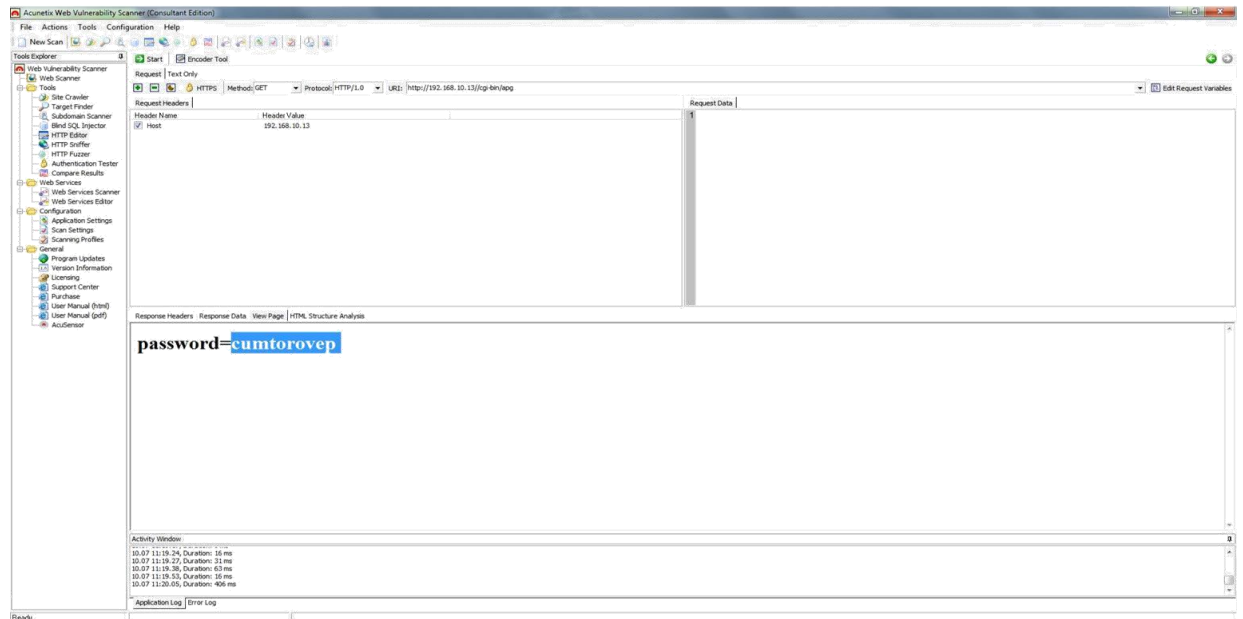 Acunetix Web Vulnerability Scanner (Consultant Edition)
File Actions Tools Configuration Help
New Scan
Tools Explorer
Web Vulnerability Scanner
Web Scanner
Tools
Site Crawler
Target Finder
Subdomain Scanner
Blind SQL Injector
HTTP Editor
HTTP Sniffer
HTTP Fuzzer
Authentication Tester
Compare Results
Web Services
Web Services Scanner
Web Services Editor
Configuration
Application Settings
Scan Settings
Scanning Profiles
General
Program Updates
Version Information
Licensing
Support Center
Purchase
User Manual (html)
User Manual (pdf)
AcuSensor
Start Encoder Tool
Request Text Only
HTTPS Method: GET Protocol: HTTP/1.0 URI: http://192.168.10.13//cgi-bin/apg Edit Request Variables
Request Headers
Header Name Header Value
Host 192.168.10.13
Request Data
1
Response Headers Response Data View Page HTML Structure Analysis
password=cumtorovep
Activity Window
10.07 11:19.24, Duration: 16 ms
10.07 11:19.27, Duration: 31 ms
10.07 11:19.38, Duration: 63 ms
10.07 11:19.53, Duration: 16 ms
10.07 11:20.05, Duration: 406 ms
Application Log Error Log
Ready